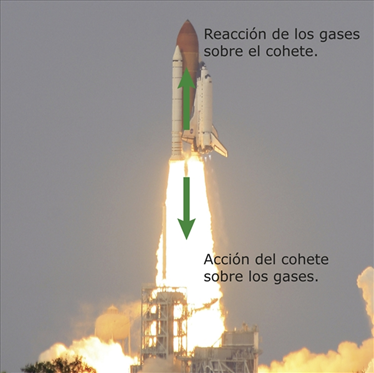 Reacción de los gases
sobre el cohete.
Acción del cohete
sobre los gases.